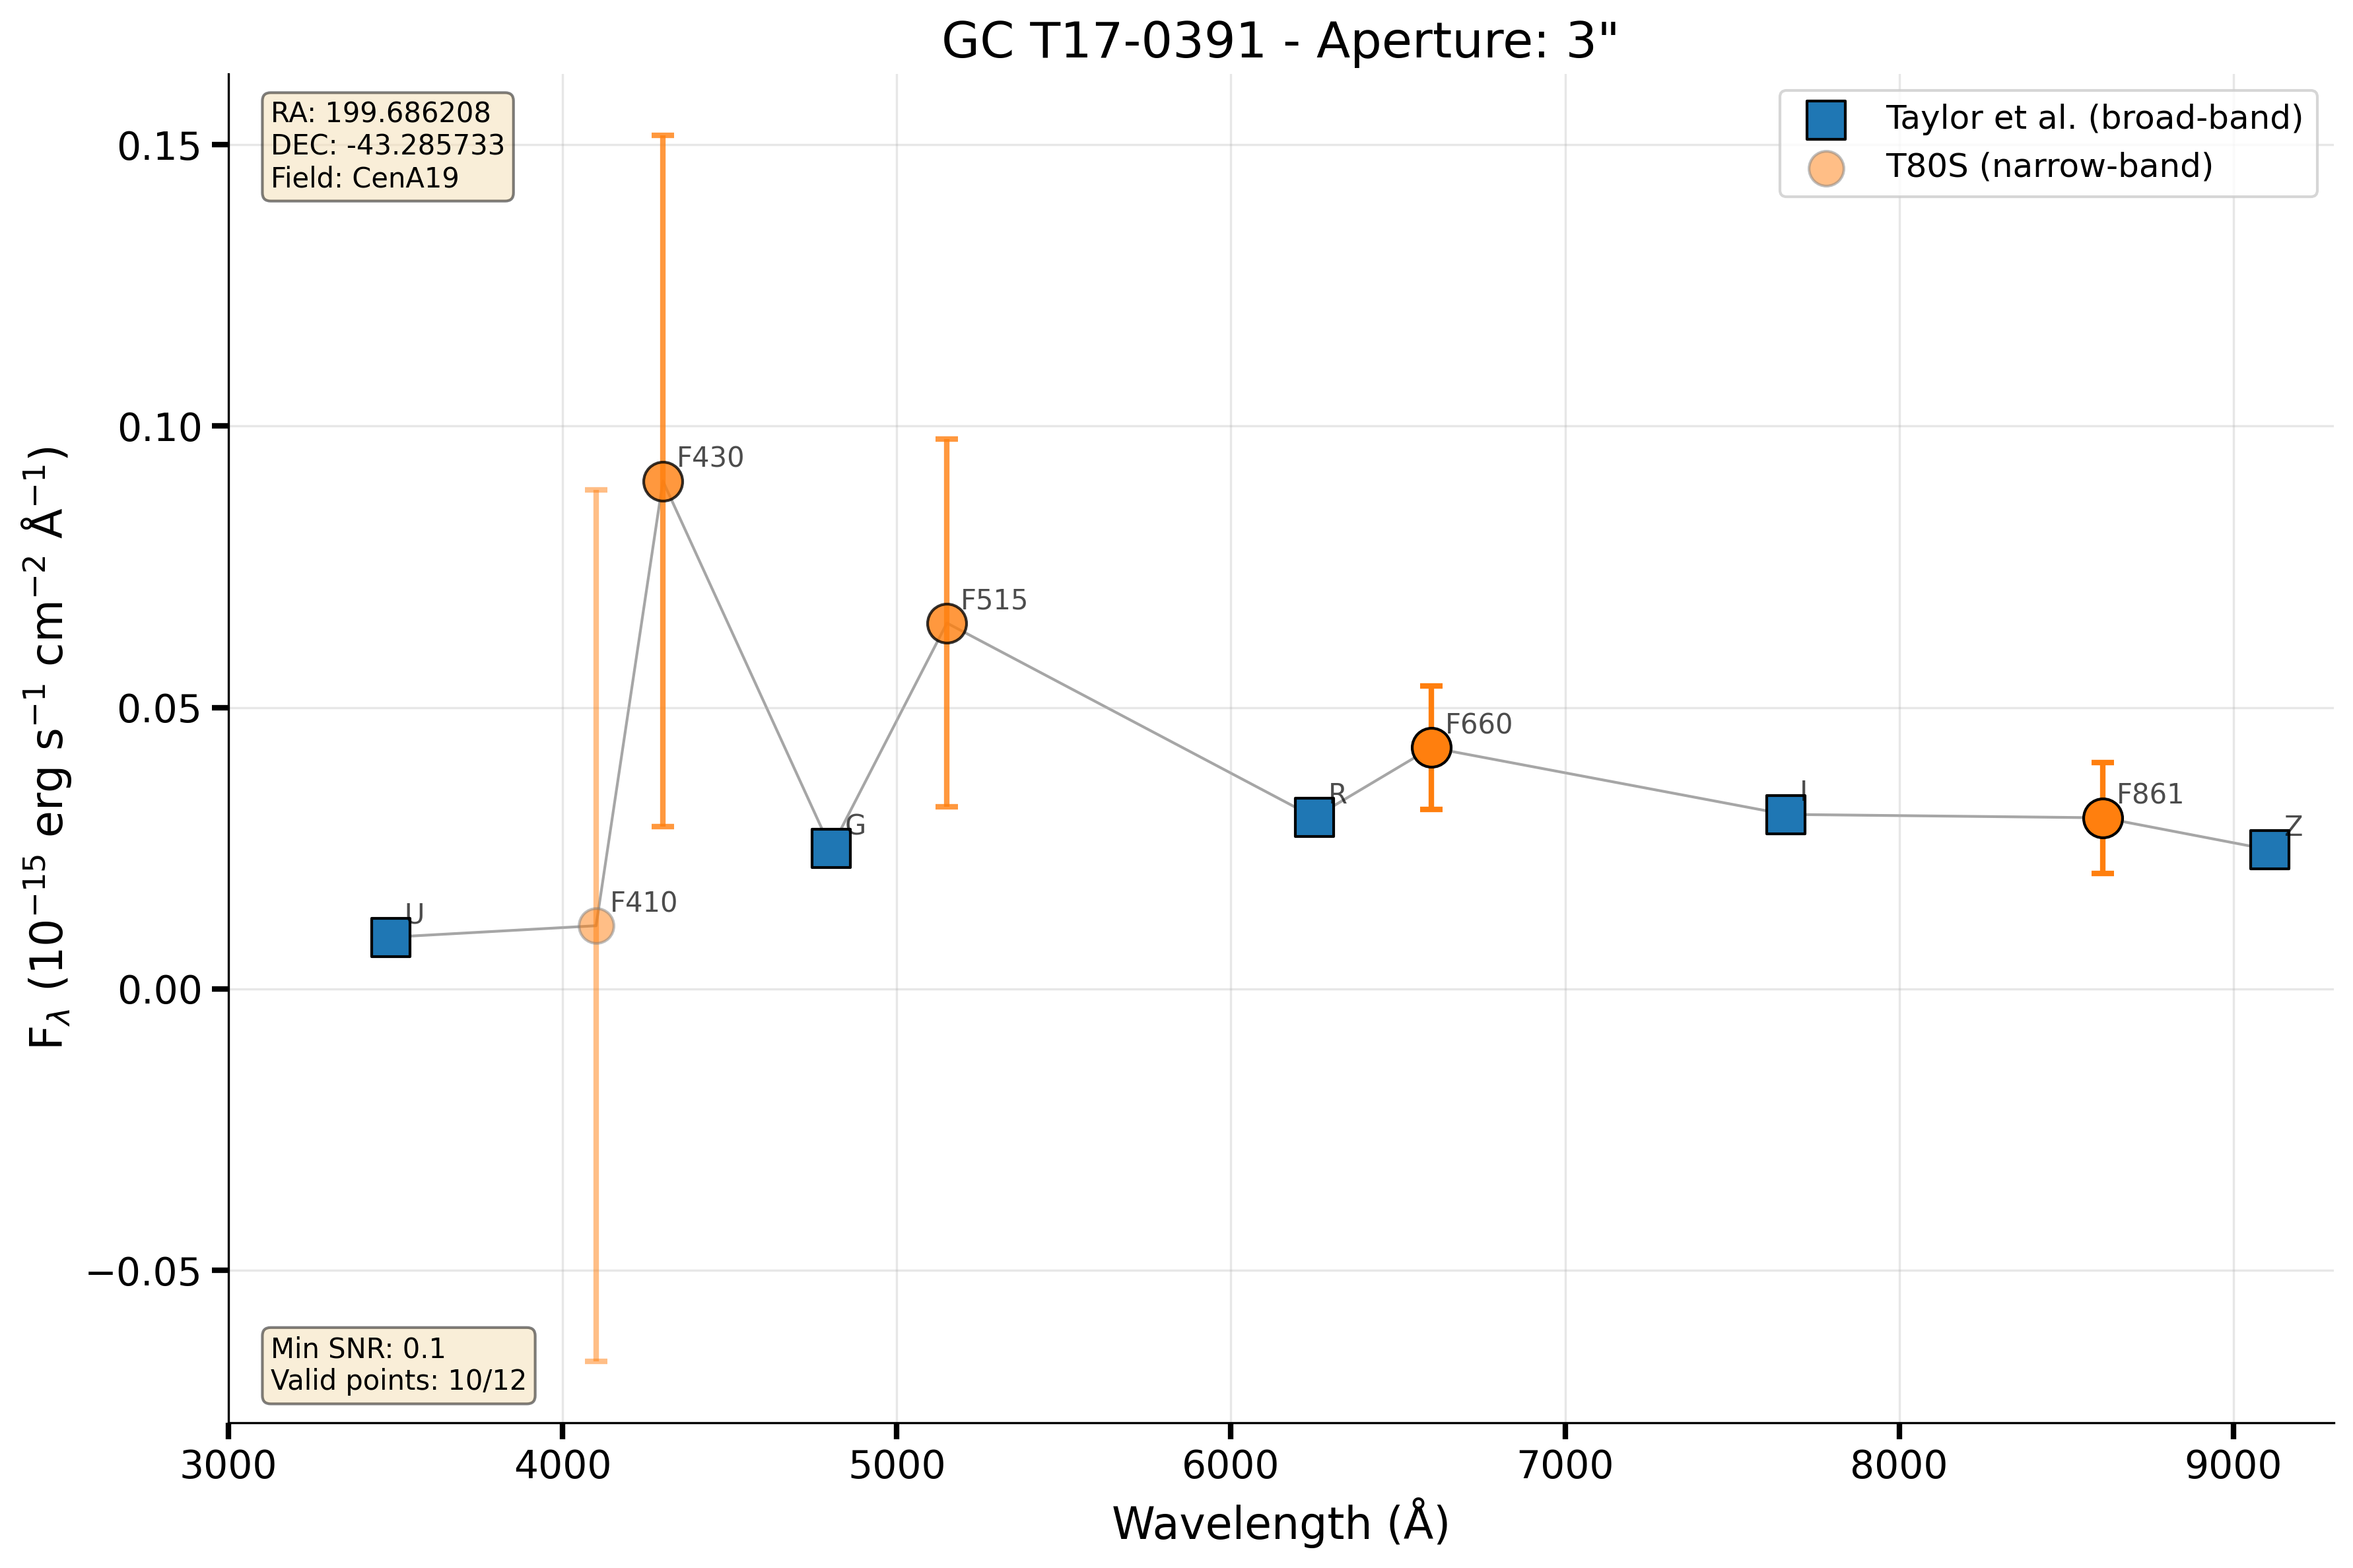 GC T17-0391 - Aperture: 3"
RA: 199.686208
DEC: -43.285733
Field: CenA19
Taylor et al. (broad-band)
T80S (narrow-band)
0.15
0.10
0.05
0.00
−0.05
F_λ (10⁻¹⁵ erg s⁻¹ cm⁻² Å⁻¹)
U
F410
F430
G
F515
R
F660
I
F861
Z
Min SNR: 0.1
Valid points: 10/12
3000 4000 5000 6000 7000 8000 9000
Wavelength (Å)